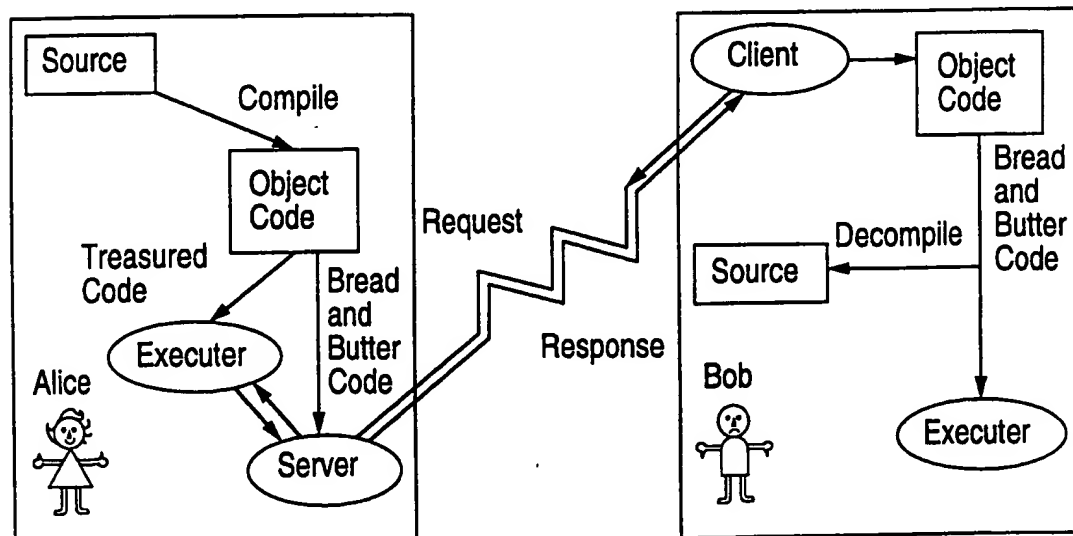 Source
Compile
Object
Code
Treasured
Code
Bread
and
Butter
Code
Executer
Alice
Server
Request
Response
Client
Object
Code
Bread
and
Butter
Code
Decompile
Source
Bob
Executer